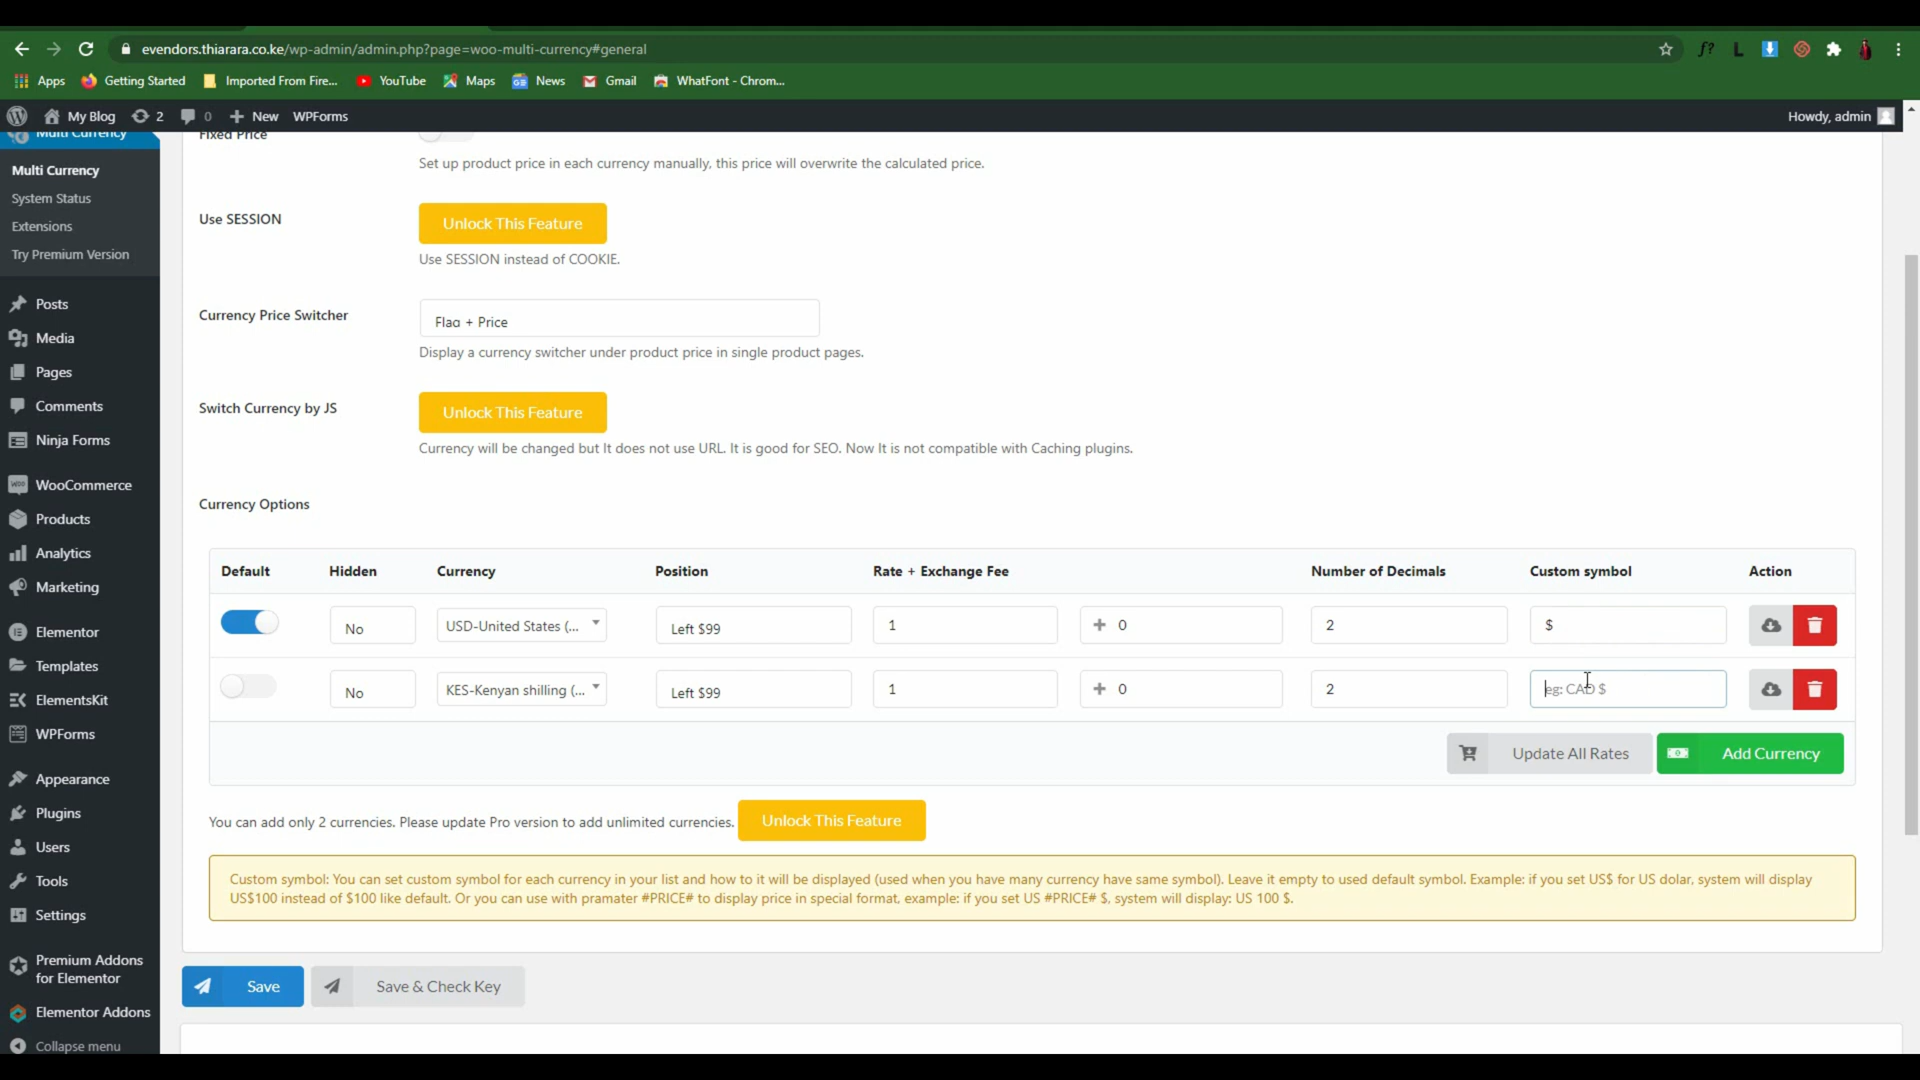 evendors.thiarara.co.ke/wp-admin/admin.php?page=woo-multi-currency#general
f?
L
Apps
Getting Started
Imported From Fire...
YouTube
Maps
News
Gmail
WhatFont - Chrom...
My Blog
2
0
New
WPForms
Howdy, admin
Multi Currency
Multi Currency
System Status
Extensions
Try Premium Version
Posts
Media
Pages
Comments
Ninja Forms
WooCommerce
Products
Analytics
Marketing
Elementor
Templates
ElementsKit
WPForms
Appearance
Plugins
Users
Tools
Settings
Premium Addons
for Elementor
Elementor Addons
Collapse menu
Fixed Price
Set up product price in each currency manually, this price will overwrite the calculated price.
Use SESSION
Unlock This Feature
Use SESSION instead of COOKIE.
Currency Price Switcher
Flag + Price
Display a currency switcher under product price in single product pages.
Switch Currency by JS
Unlock This Feature
Currency will be changed but It does not use URL. It is good for SEO. Now It is not compatible with Caching plugins.
Currency Options
Default Hidden Currency Position Rate + Exchange Fee Number of Decimals Custom symbol Action
No USD-United States (... Left $99 1 + 0 2 $
No KES-Kenyan shilling (... Left $99 1 + 0 2 eg: CAD $
Update All Rates
Add Currency
You can add only 2 currencies. Please update Pro version to add unlimited currencies.
Unlock This Feature
Custom symbol: You can set custom symbol for each currency in your list and how to it will be displayed (used when you have many currency have same symbol). Leave it empty to used default symbol. Example: if you set US$ for US dolar, system will display
US$100 instead of $100 like default. Or you can use with pramater #PRICE# to display price in special format, example: if you set US #PRICE# $, system will display: US 100 $.
Save
Save & Check Key